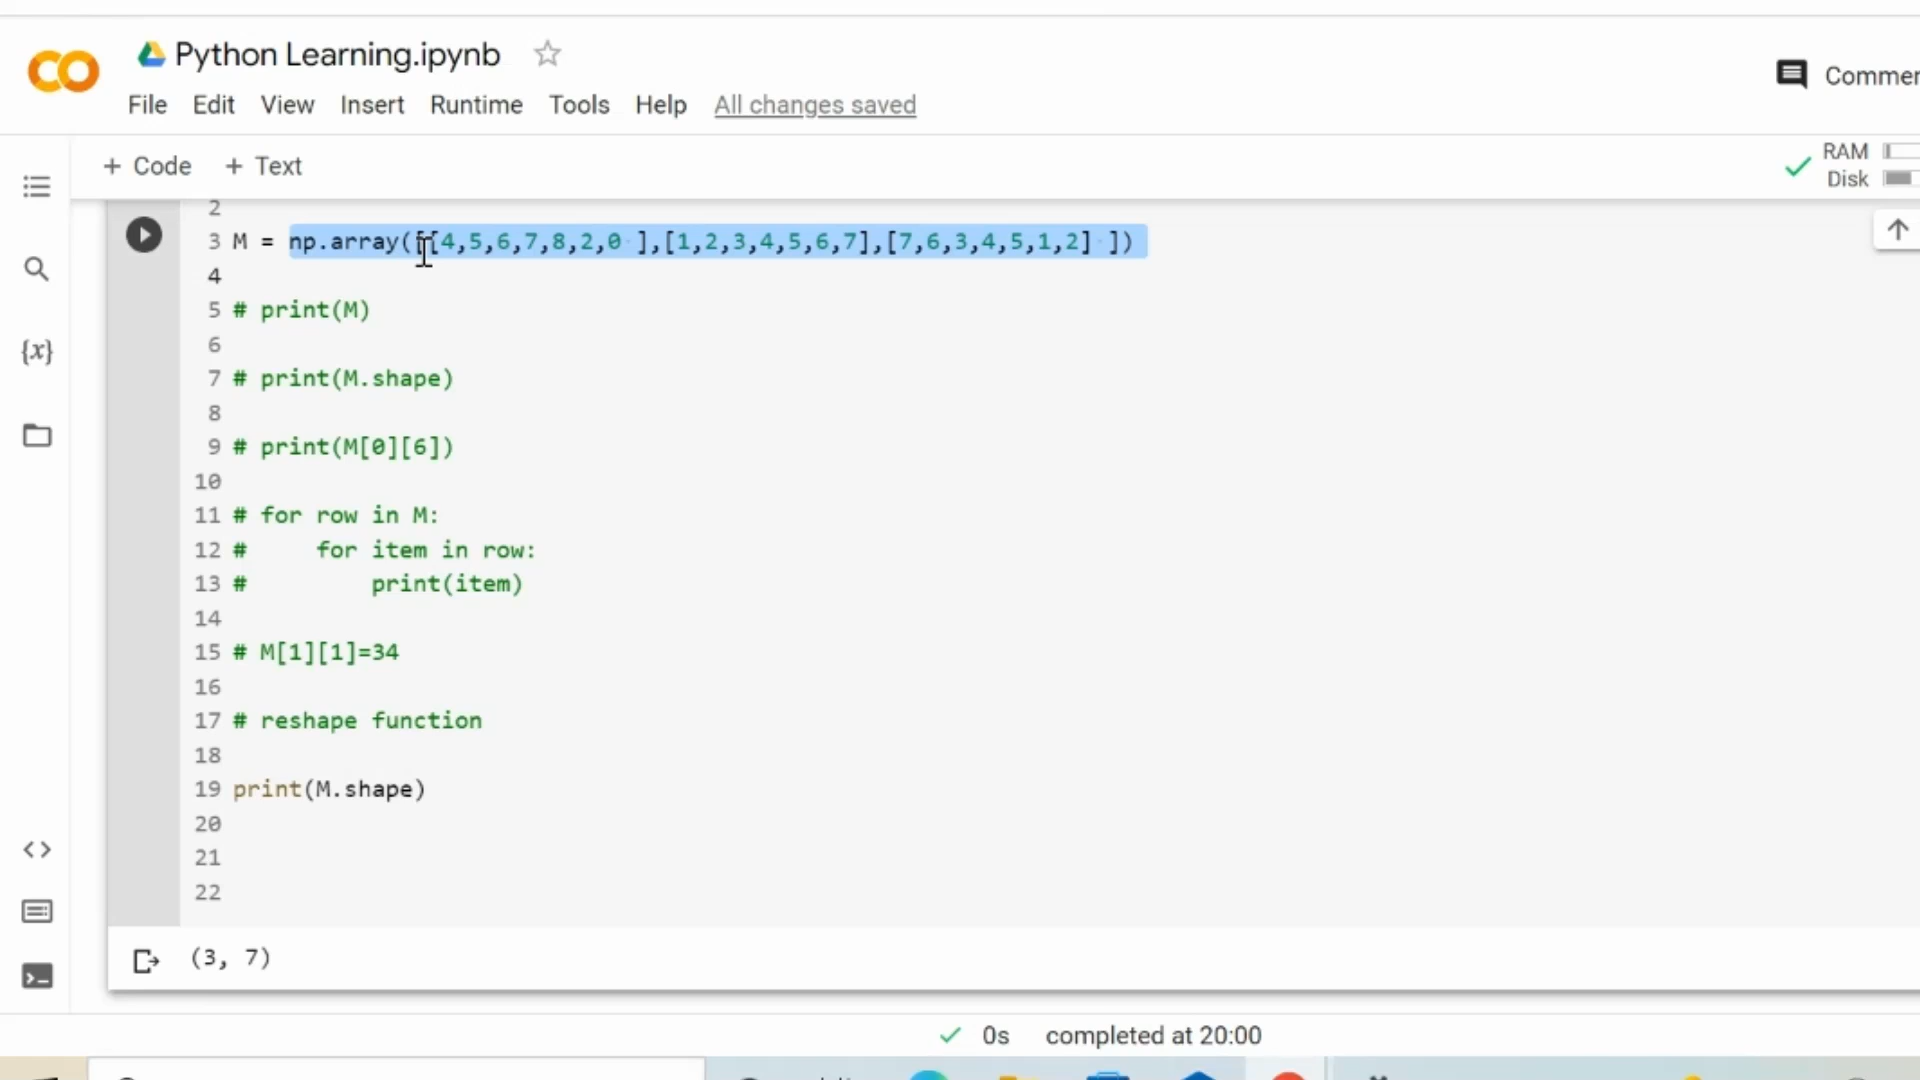 Python Learning.ipynb
Commen
File Edit View Insert Runtime Tools Help All changes saved
+ Code + Text
RAM
Disk
2
3 M = np.array([[4,5,6,7,8,2,0 ],[1,2,3,4,5,6,7],[7,6,3,4,5,1,2] ])
4
5 # print(M)
6
7 # print(M.shape)
8
9 # print(M[0][6])
10
11 # for row in M:
12 #     for item in row:
13 #         print(item)
14
15 # M[1][1]=34
16
17 # reshape function
18
19 print(M.shape)
20
21
22
(3, 7)
0s completed at 20:00